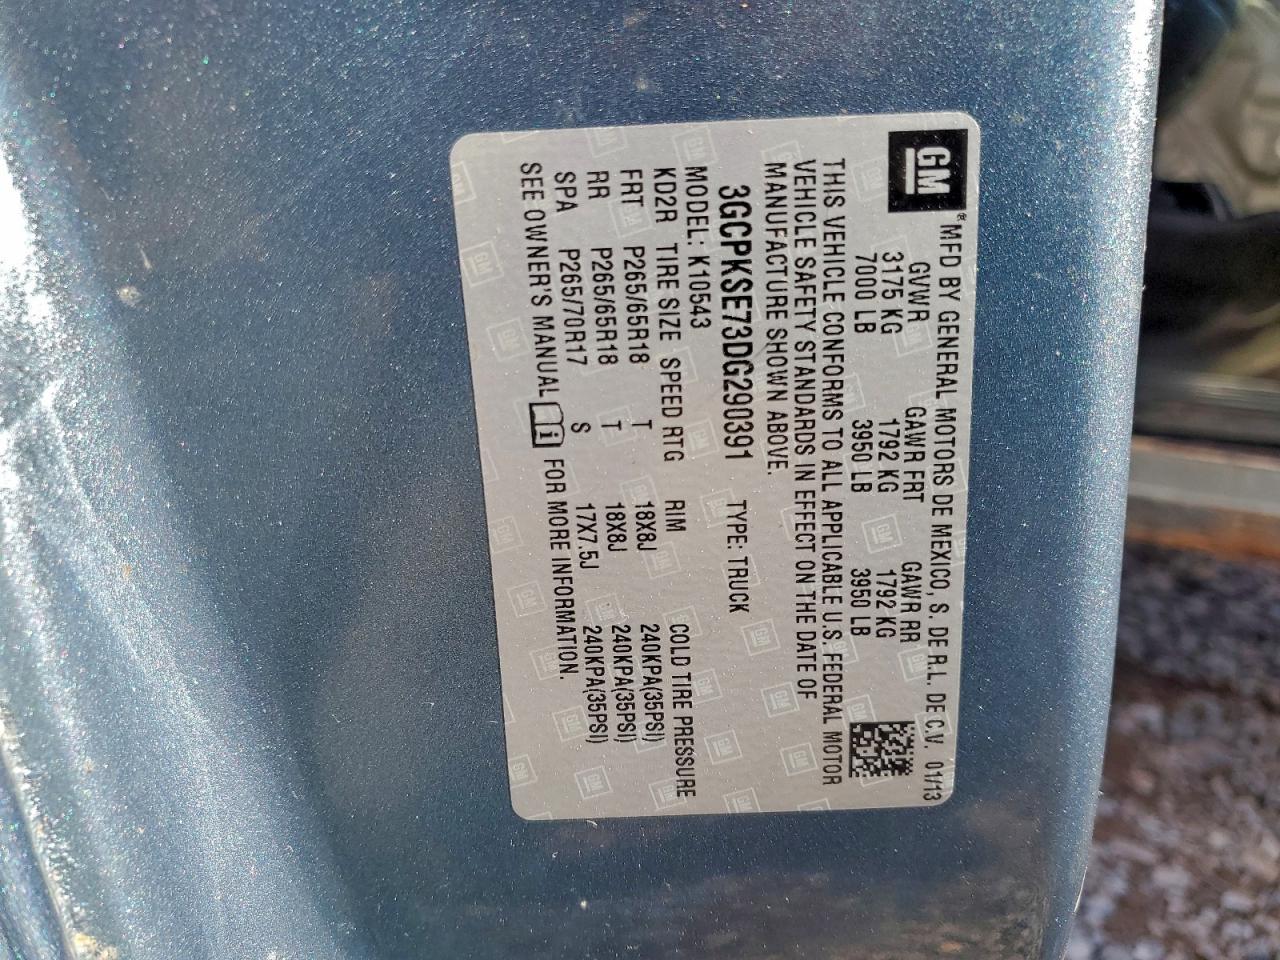 GM
® MFD BY GENERAL MOTORS DE MEXICO, S. DE R.L. DE C.V. 01/13
GVWR GAWR FRT GAWR RR
3175 KG 1792 KG 1792 KG
7000 LB 3950 LB 3950 LB
THIS VEHICLE CONFORMS TO ALL APPLICABLE U.S. FEDERAL MOTOR
VEHICLE SAFETY STANDARDS IN EFFECT ON THE DATE OF
MANUFACTURE SHOWN ABOVE.
3GCPKSE73DG290391 TYPE: TRUCK
MODEL: K10543
KD2R TIRE SIZE SPEED RTG RIM COLD TIRE PRESSURE
FRT P265/65R18 T 18X8J 240KPA(35PSI)
RR P265/65R18 T 18X8J 240KPA(35PSI)
SPA P265/70R17 S 17X7.5J 240KPA(35PSI)
SEE OWNER'S MANUAL i FOR MORE INFORMATION.